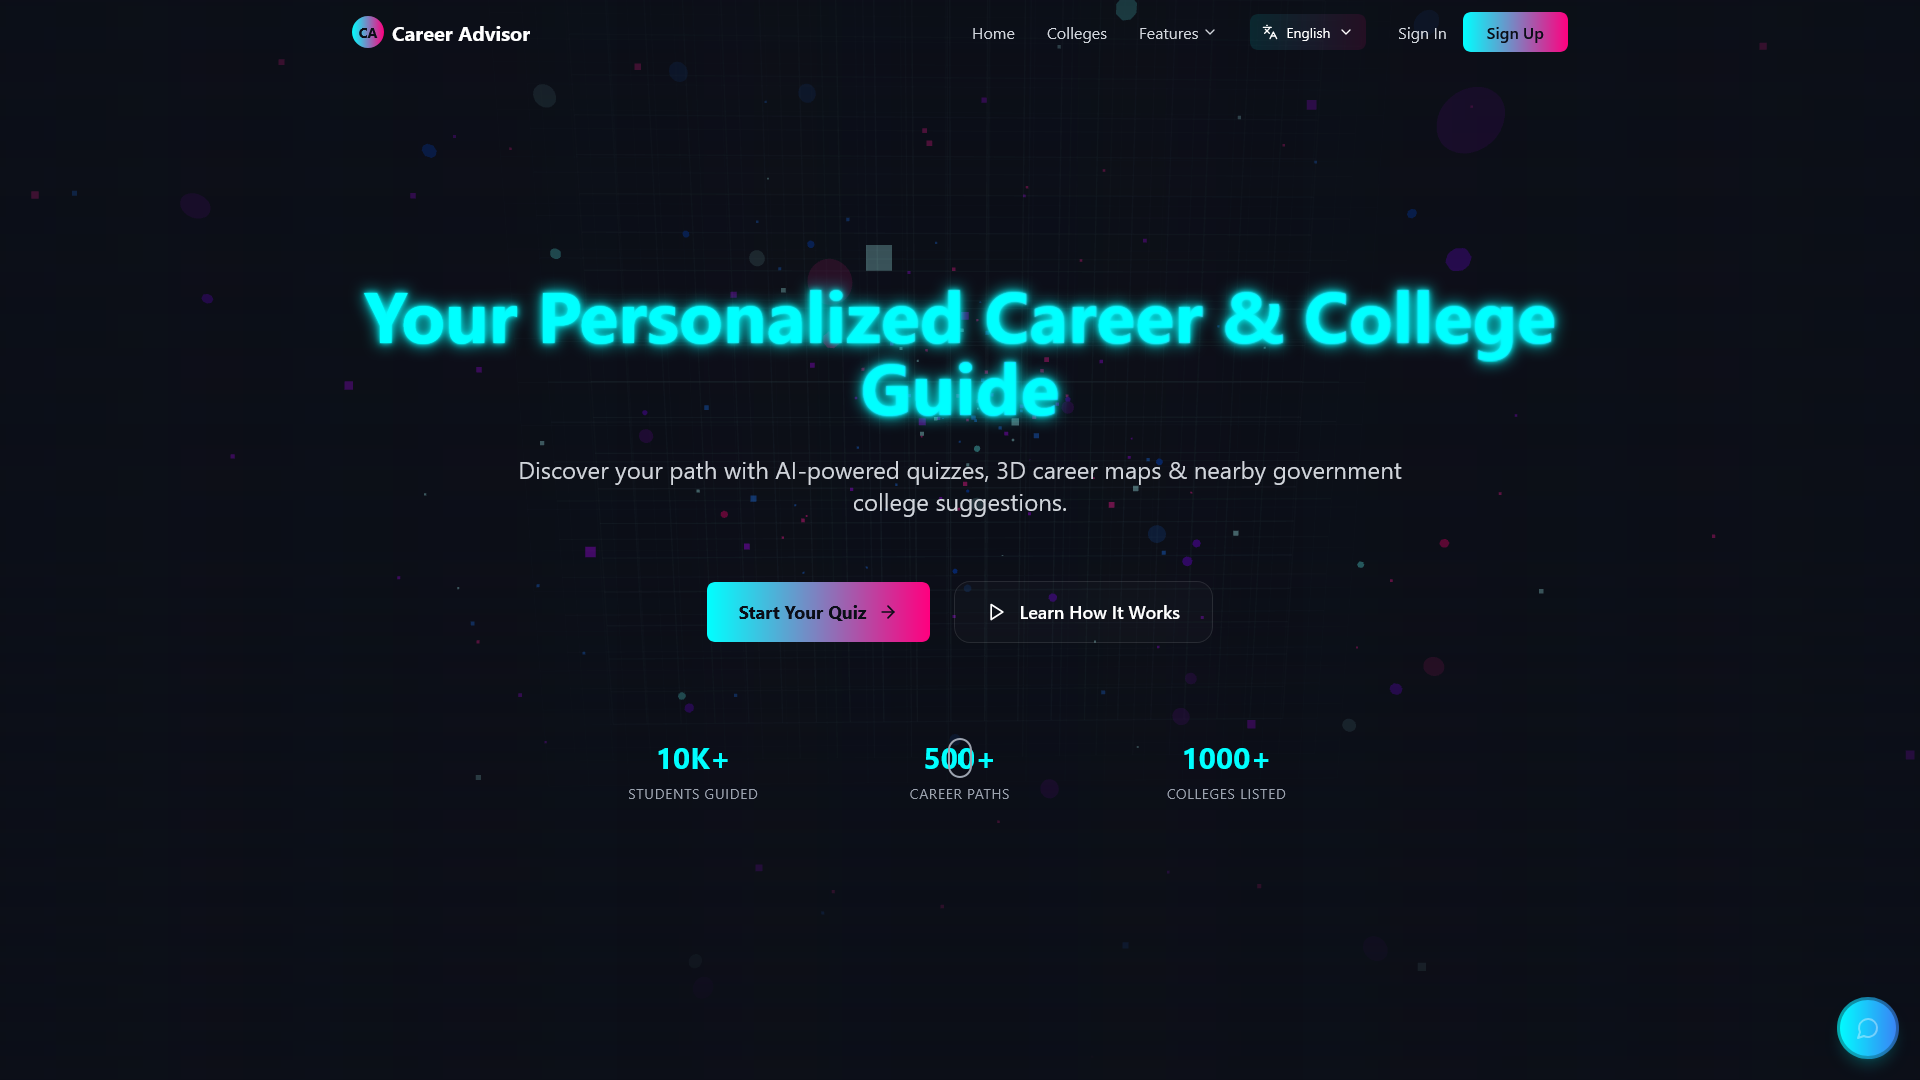 CA Career Advisor
Home Colleges Features English Sign In Sign Up
Your Personalized Career & College
Guide
Discover your path with AI-powered quizzes, 3D career maps & nearby government
college suggestions.
Start Your Quiz
Learn How It Works
10K+
STUDENTS GUIDED
500+
CAREER PATHS
1000+
COLLEGES LISTED